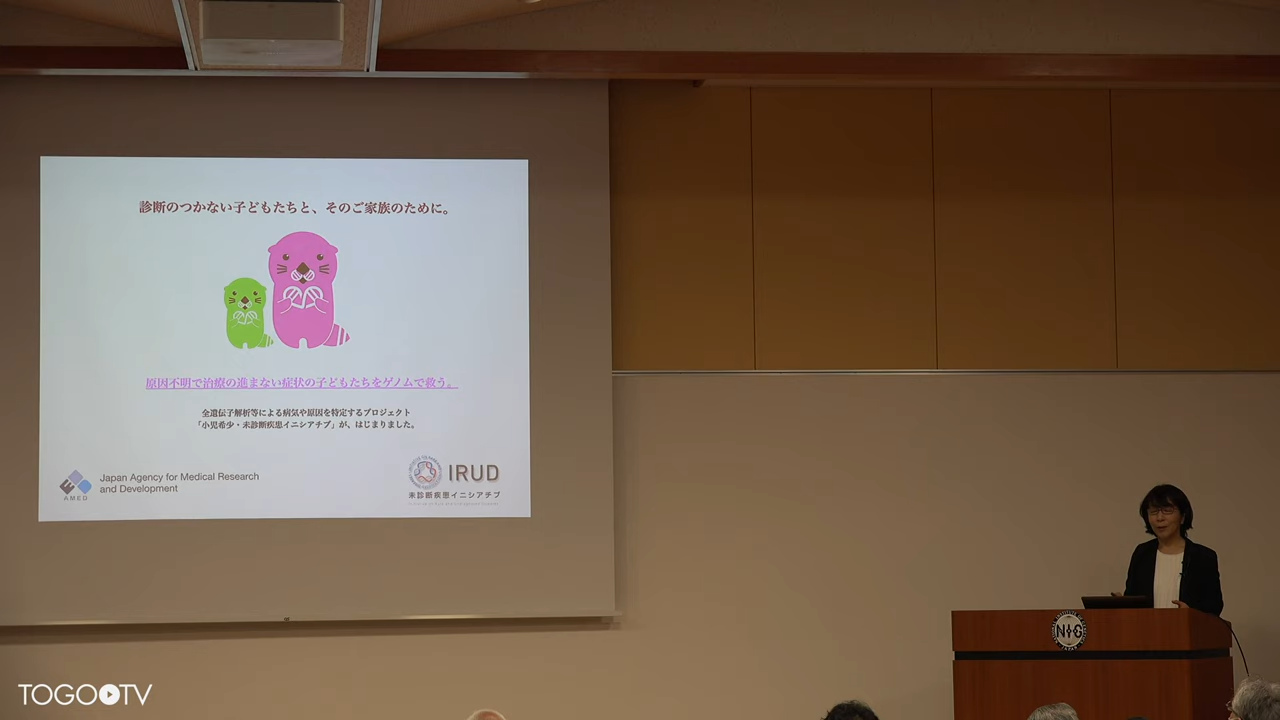 診断のつかない子どもたちと、そのご家族のために。
原因不明で治療の進まない症状の子どもたちをゲノムで救う。
全遺伝子解析等による病気や原因を特定するプロジェクト
「小児希少・未診断疾患イニシアチブ」が、はじまりました。
AMED
Japan Agency for Medical Research
and Development
IRUD
未診断疾患イニシアチブ
NIG
JAPAN
TOGO TV